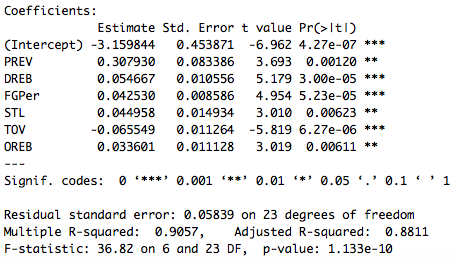 Coefficients:
Estimate Std. Error t value Pr(>|t|)
(Intercept) -3.159844 0.453871 -6.962 4.27e-07 ***
PREV 0.307930 0.083386 3.693 0.00120 **
DREB 0.054667 0.010556 5.179 3.00e-05 ***
FGPer 0.042530 0.008586 4.954 5.23e-05 ***
STL 0.044958 0.014934 3.010 0.00623 **
TOV -0.065549 0.011264 -5.819 6.27e-06 ***
OREB 0.033601 0.011128 3.019 0.00611 **
---
Signif. codes: 0 ‘***’ 0.001 ‘**’ 0.01 ‘*’ 0.05 ‘.’ 0.1 ‘ ’ 1
Residual standard error: 0.05839 on 23 degrees of freedom
Multiple R-squared: 0.9057, Adjusted R-squared: 0.8811
F-statistic: 36.82 on 6 and 23 DF, p-value: 1.133e-10